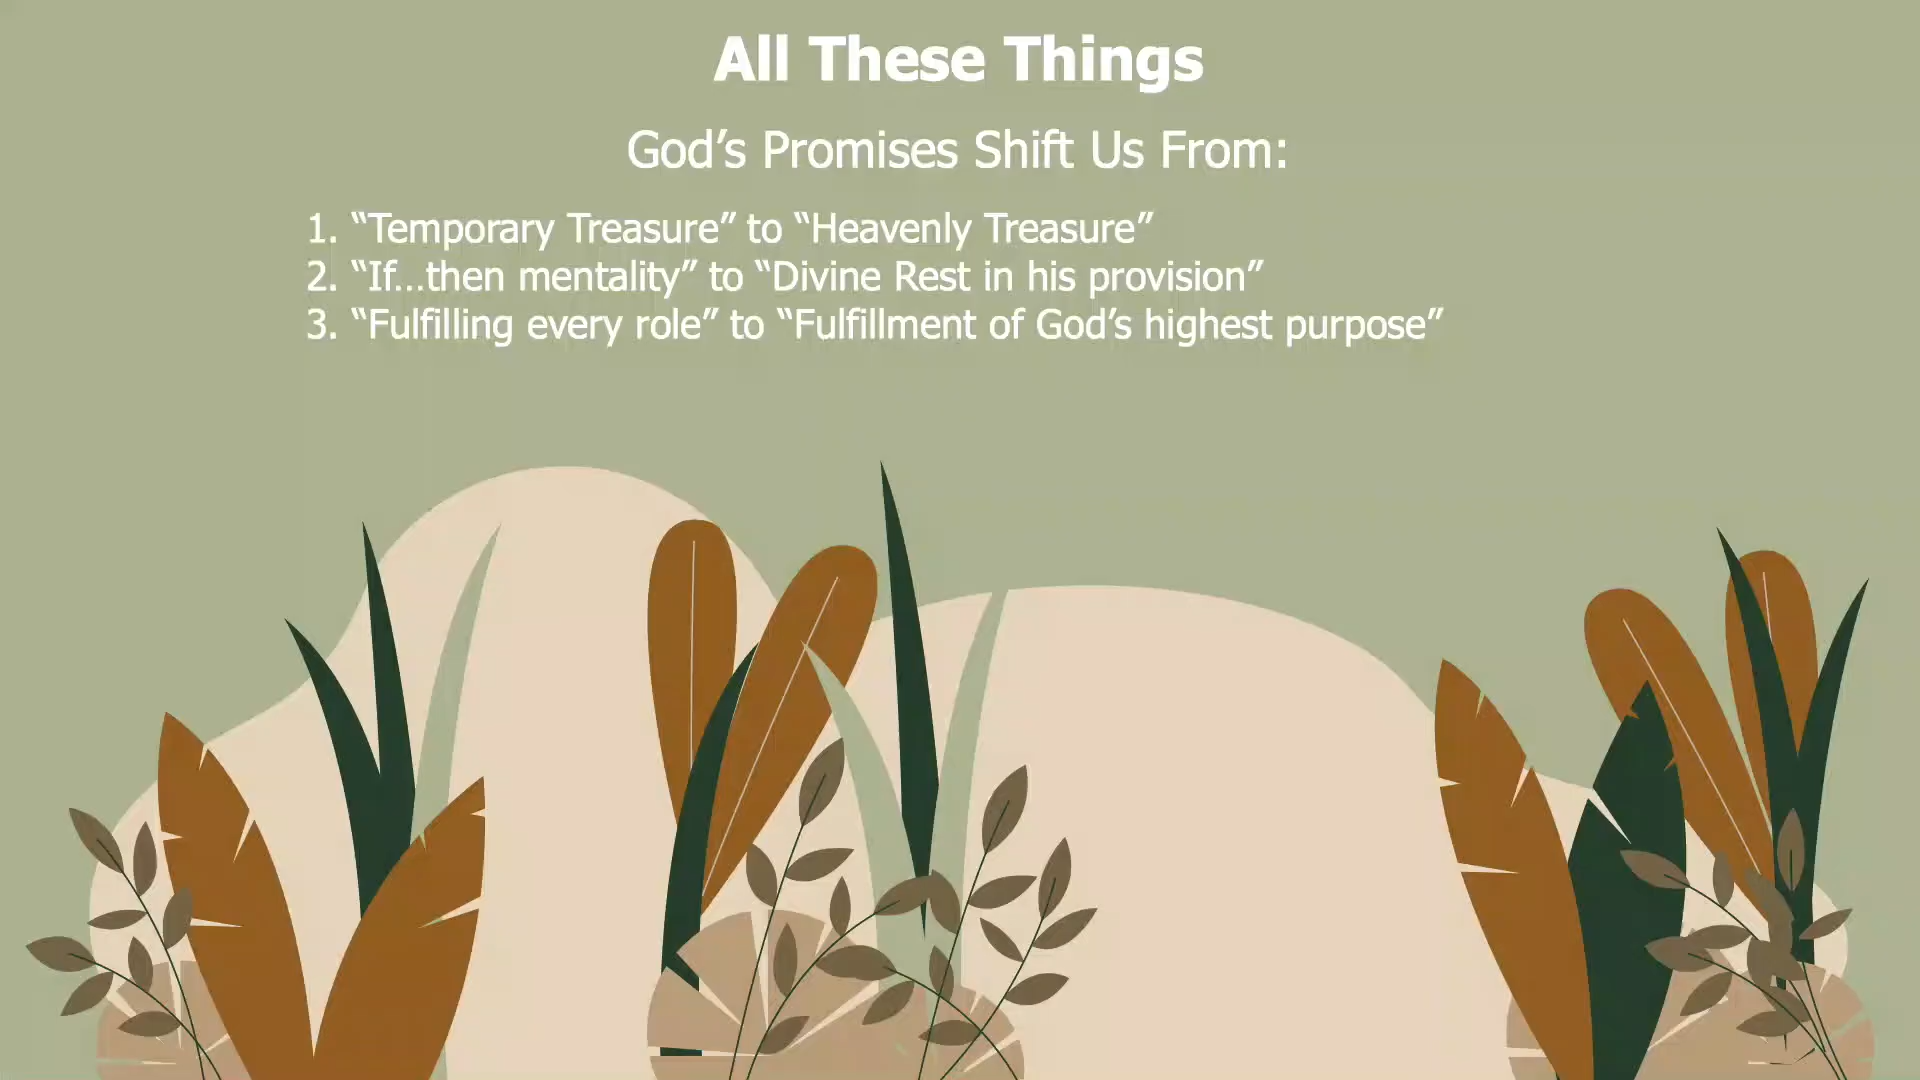 All These Things
God’s Promises Shift Us From:
1. “Temporary Treasure” to “Heavenly Treasure”
2. “If...then mentality” to “Divine Rest in his provision”
3. “Fulfilling every role” to “Fulfillment of God’s highest purpose”